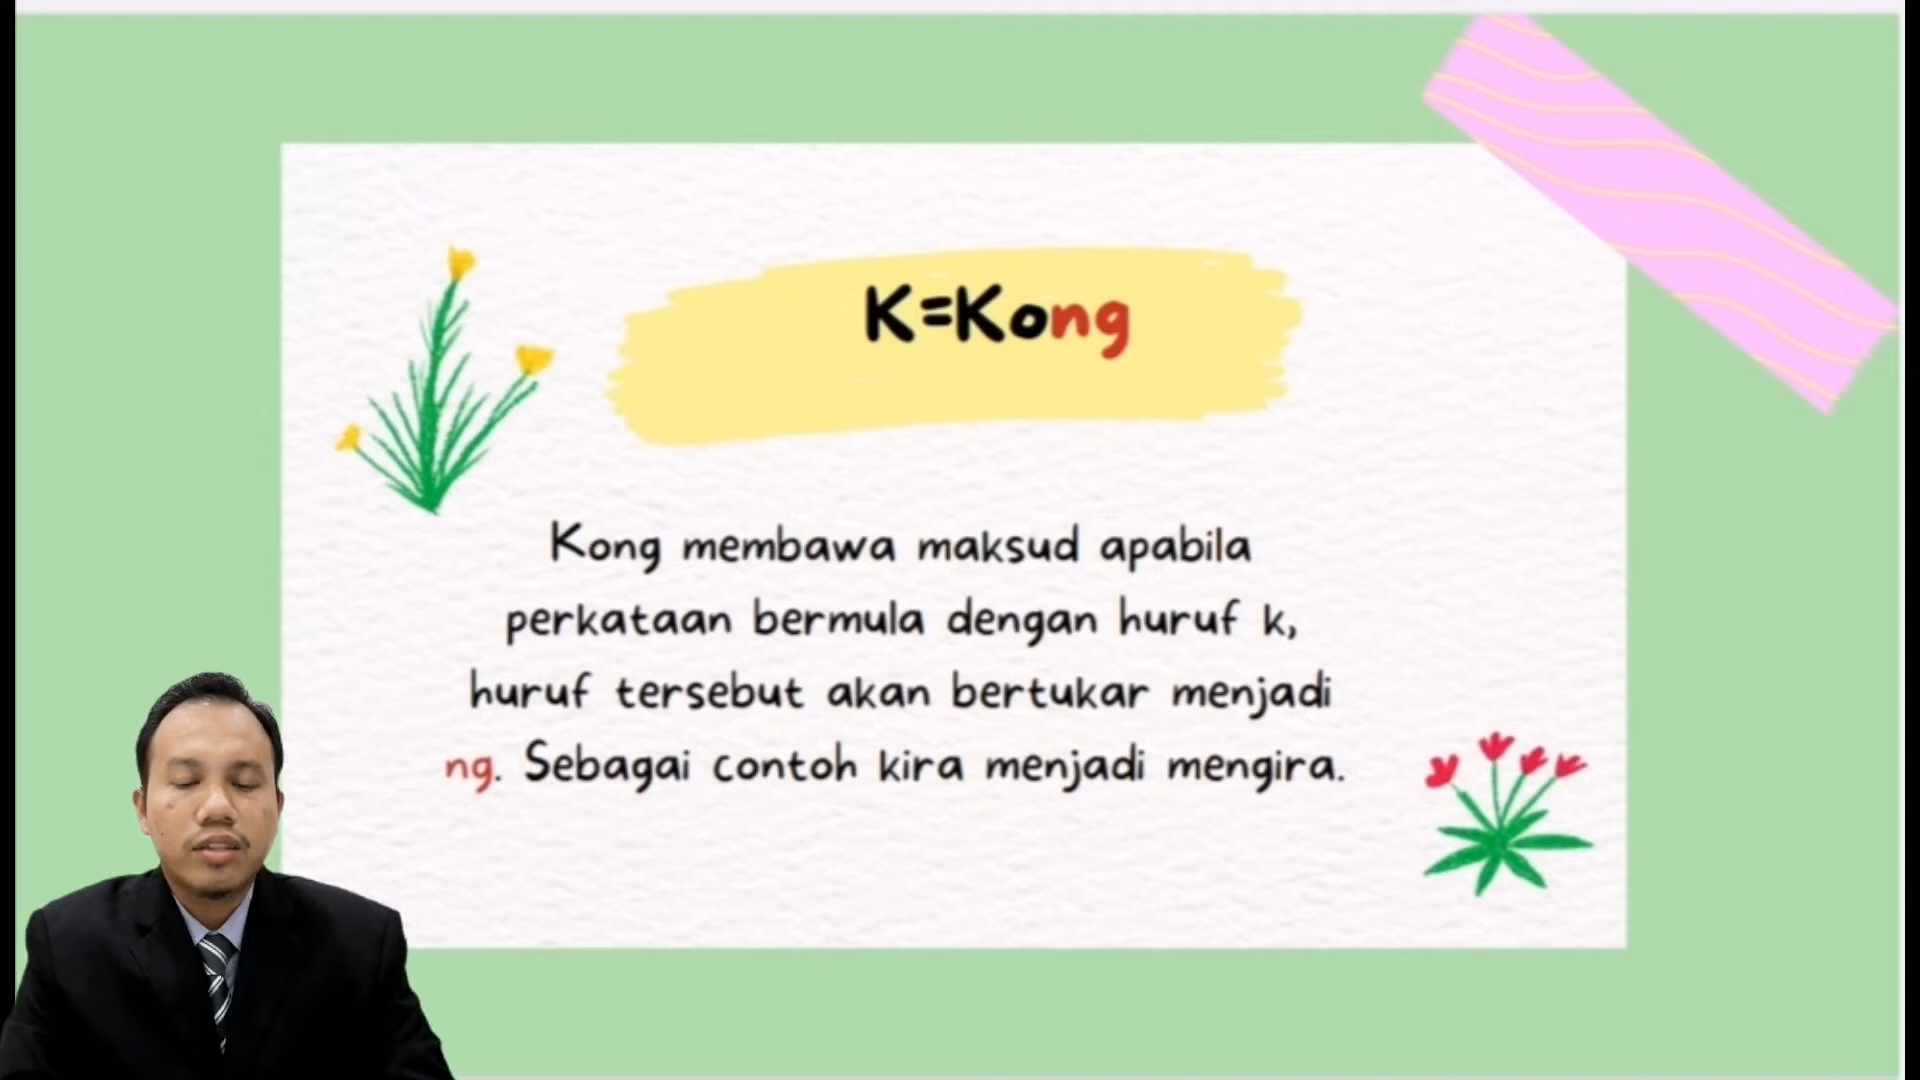 K=Kong
Kong membawa maksud apabila
perkataan bermula dengan huruf k,
huruf tersebut akan bertukar menjadi
ng. Sebagai contoh kira menjadi mengira.